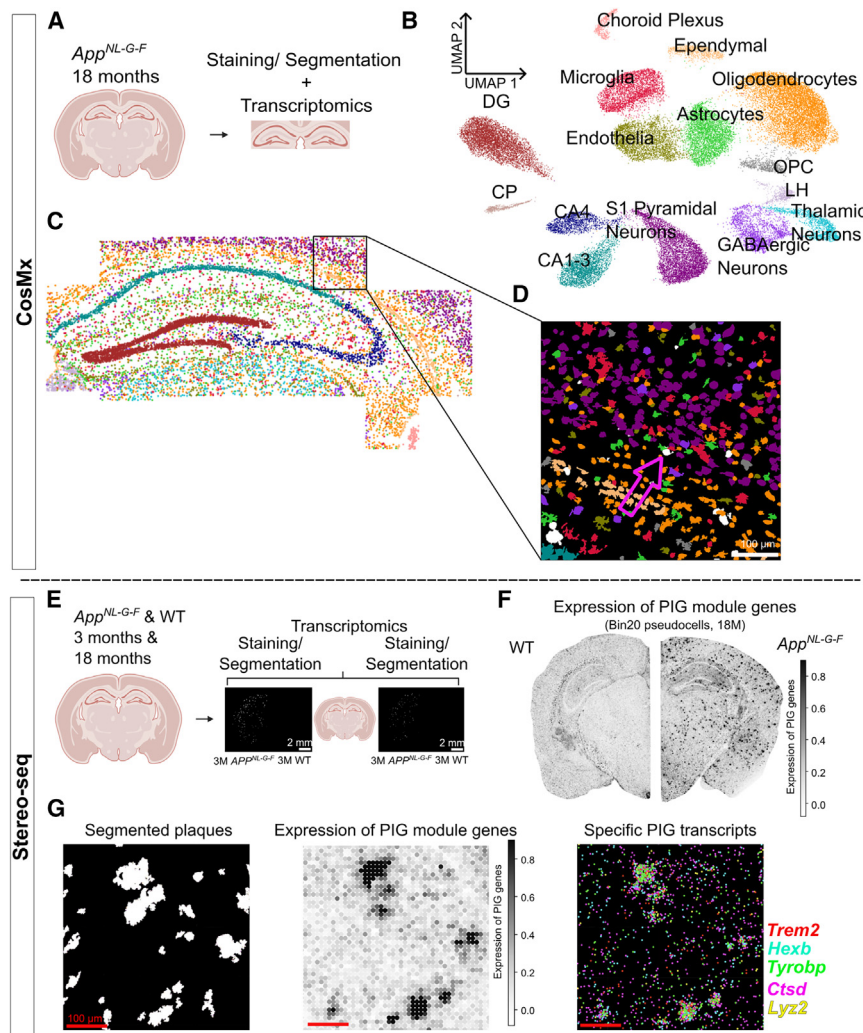 CosMx
A
App^NL-G-F
18 months
Staining/ Segmentation
+
Transcriptomics
B
UMAP 2
UMAP 1
Choroid Plexus
Ependymal
Microglia
Oligodendrocytes
DG
Astrocytes
Endothelia
OPC
CP
LH
CA4
S1 Pyramidal
Neurons
Thalamic
Neurons
GABAergic
Neurons
CA1-3
C
D
100 µm
Stereo-seq
E
App^NL-G-F & WT
3 months &
18 months
Transcriptomics
Staining/
Segmentation
Staining/
Segmentation
2 mm
2 mm
3M APP^NL-G-F 3M WT
3M APP^NL-G-F 3M WT
F
Expression of PIG module genes
(Bin20 pseudocells, 18M)
WT
App^NL-G-F
Expression of PIG genes
0.8
0.6
0.4
0.2
0.0
G
Segmented plaques
100 µm
Expression of PIG module genes
Expression of PIG genes
0.8
0.6
0.4
0.2
0.0
Specific PIG transcripts
Trem2
Hexb
Tyrobp
Ctsd
Lyz2